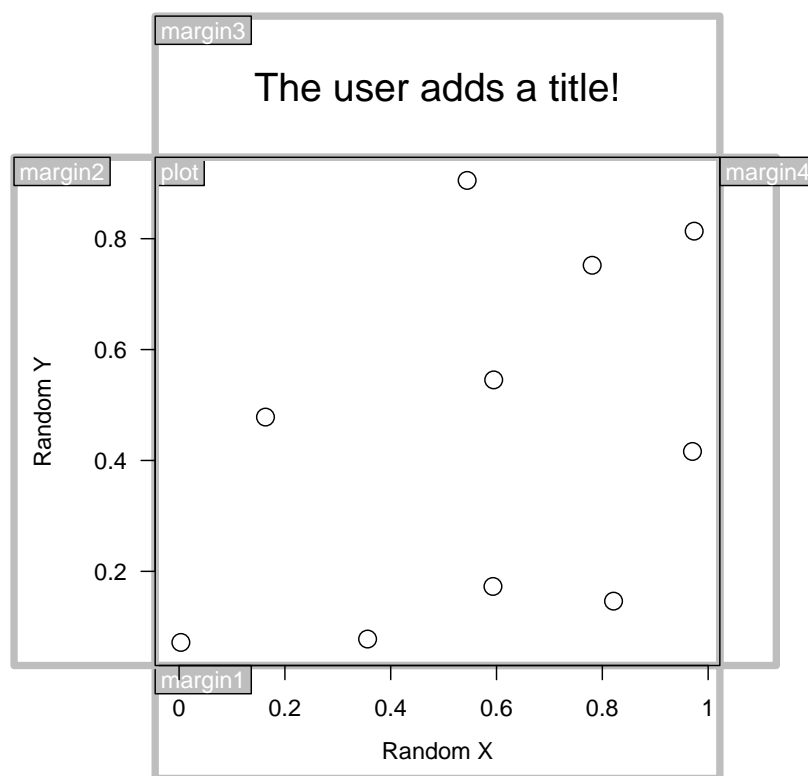 margin3
The user adds a title!
margin2
plot
margin4
0.8
0.6
0.4
0.2
Random Y
margin1
0 0.2 0.4 0.6 0.8 1
Random X